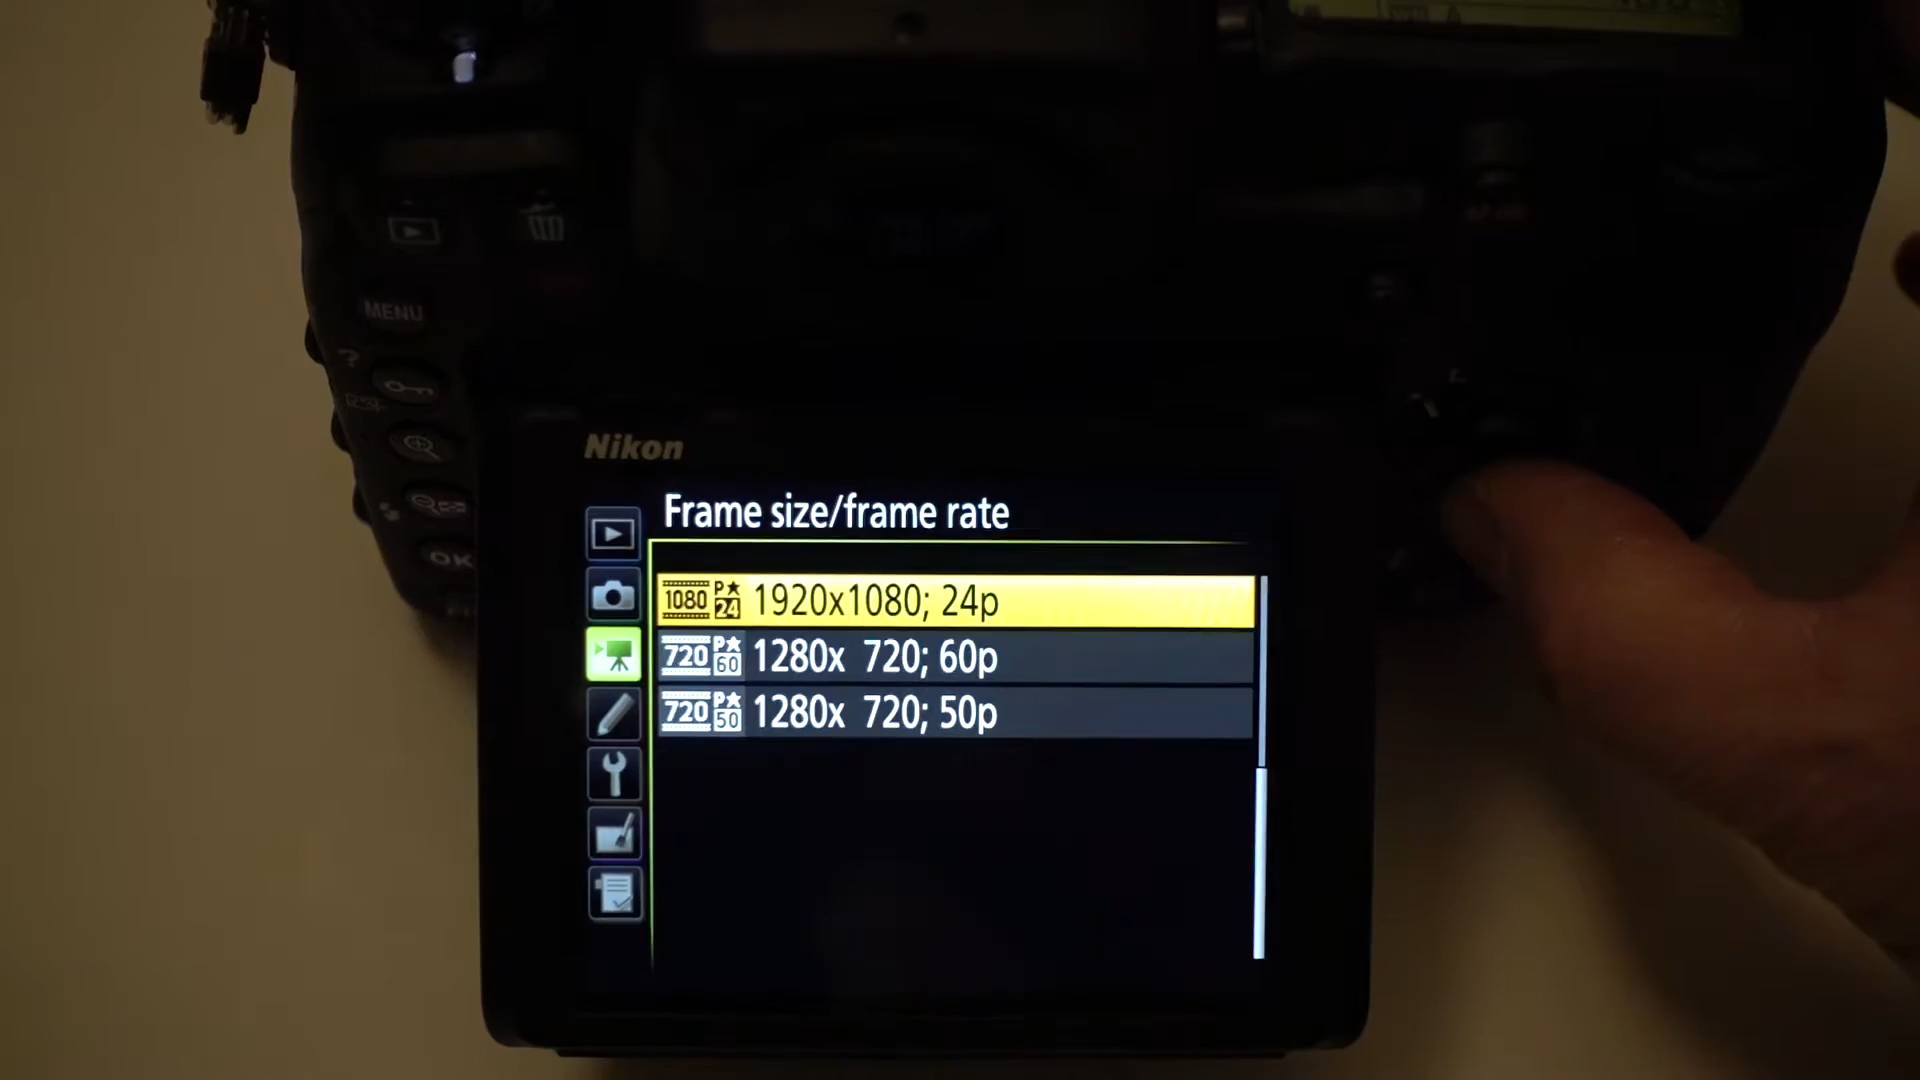 MENU
?
OK
Nikon
Frame size/frame rate
1080 P★ 24 1920x1080; 24p
720 P★ 60 1280x 720; 60p
720 P★ 50 1280x 720; 50p